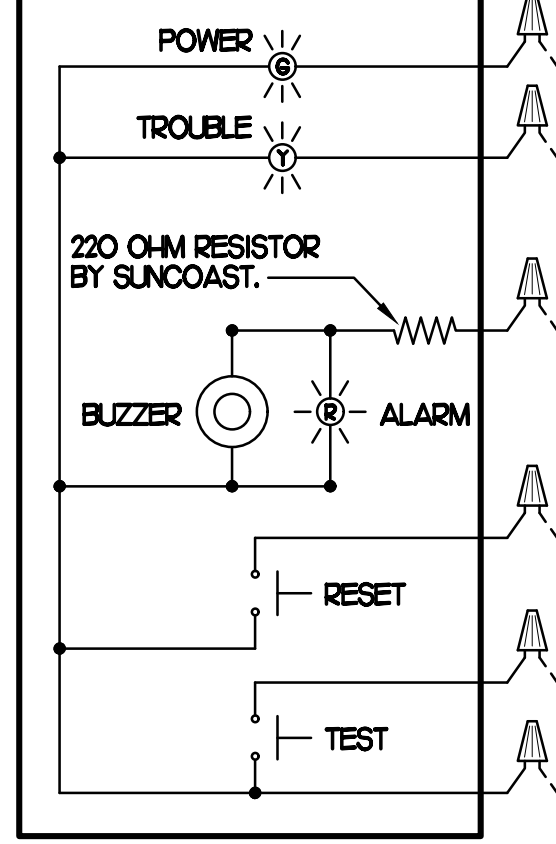 POWER
G
TROUBLE
Y
220 OHM RESISTOR
BY SUNCOAST.
BUZZER
R
ALARM
RESET
TEST